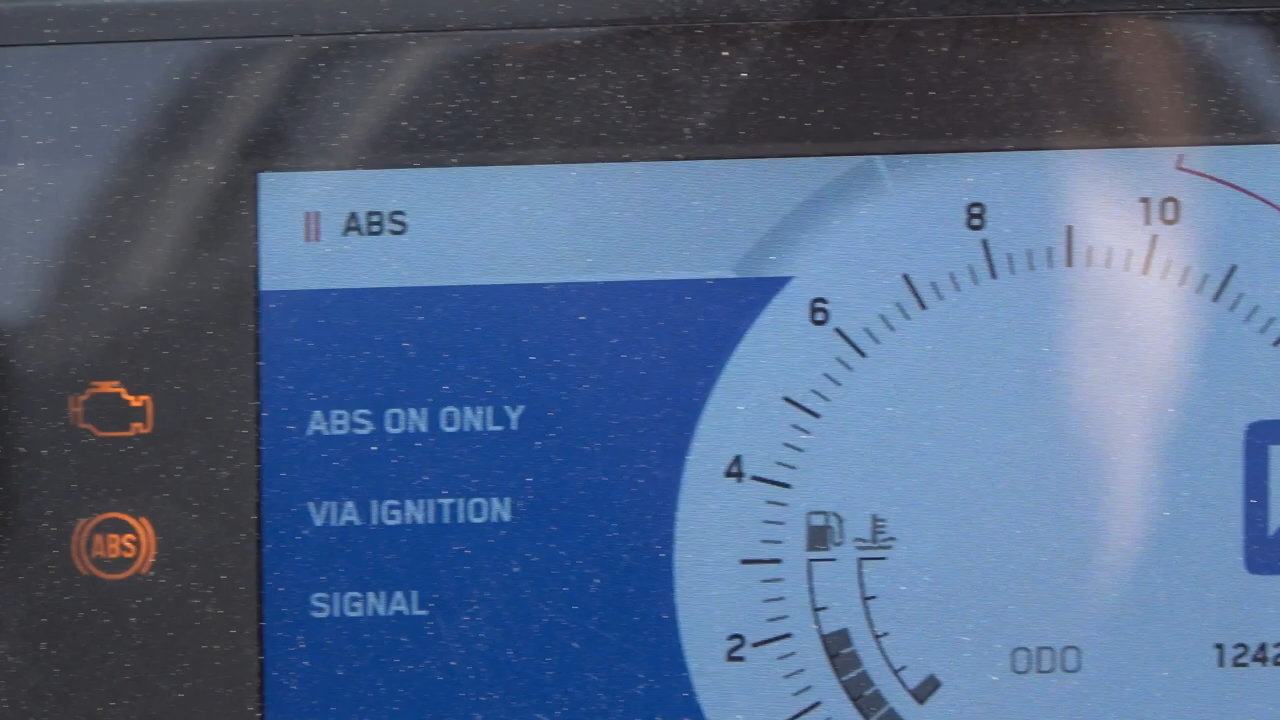 ABS
8
10
6
ABS ON ONLY
4
VIA IGNITION
ABS
SIGNAL
2
ODO